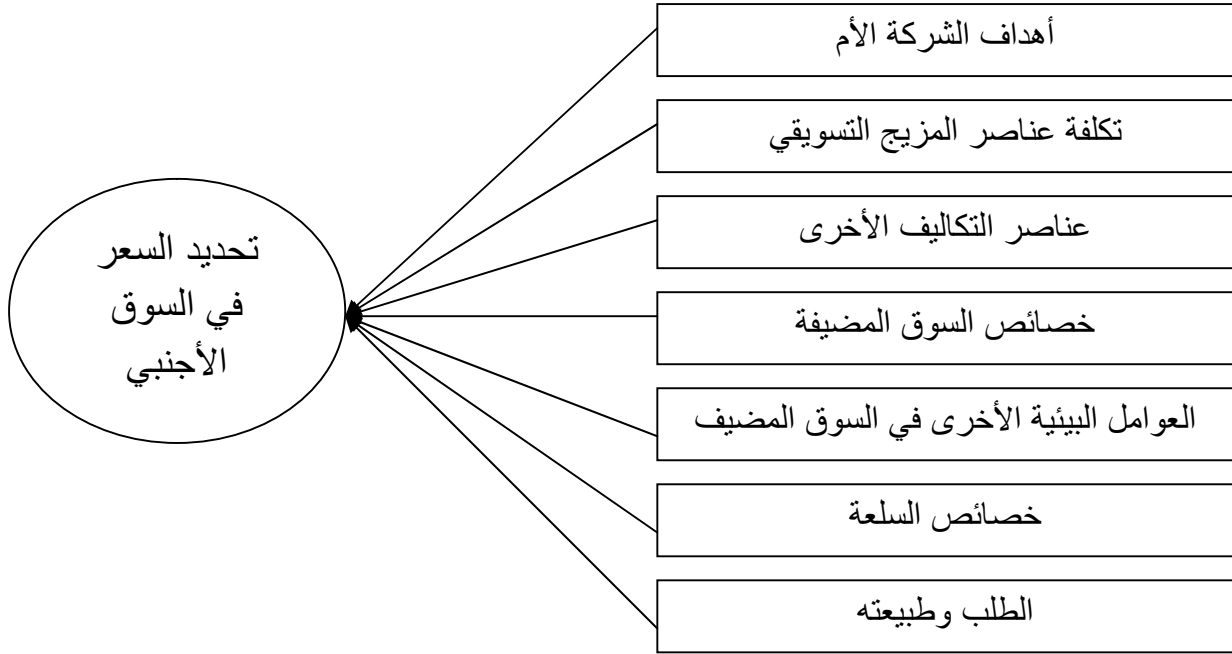 أهداف الشركة الأم
تكلفة عناصر المزيج التسويقي
عناصر التكاليف الأخرى
خصائص السوق المضيفة
العوامل البيئية الأخرى في السوق المضيف
خصائص السلعة
الطلب وطبيعته
تحديد السعر
في السوق
الأجنبي